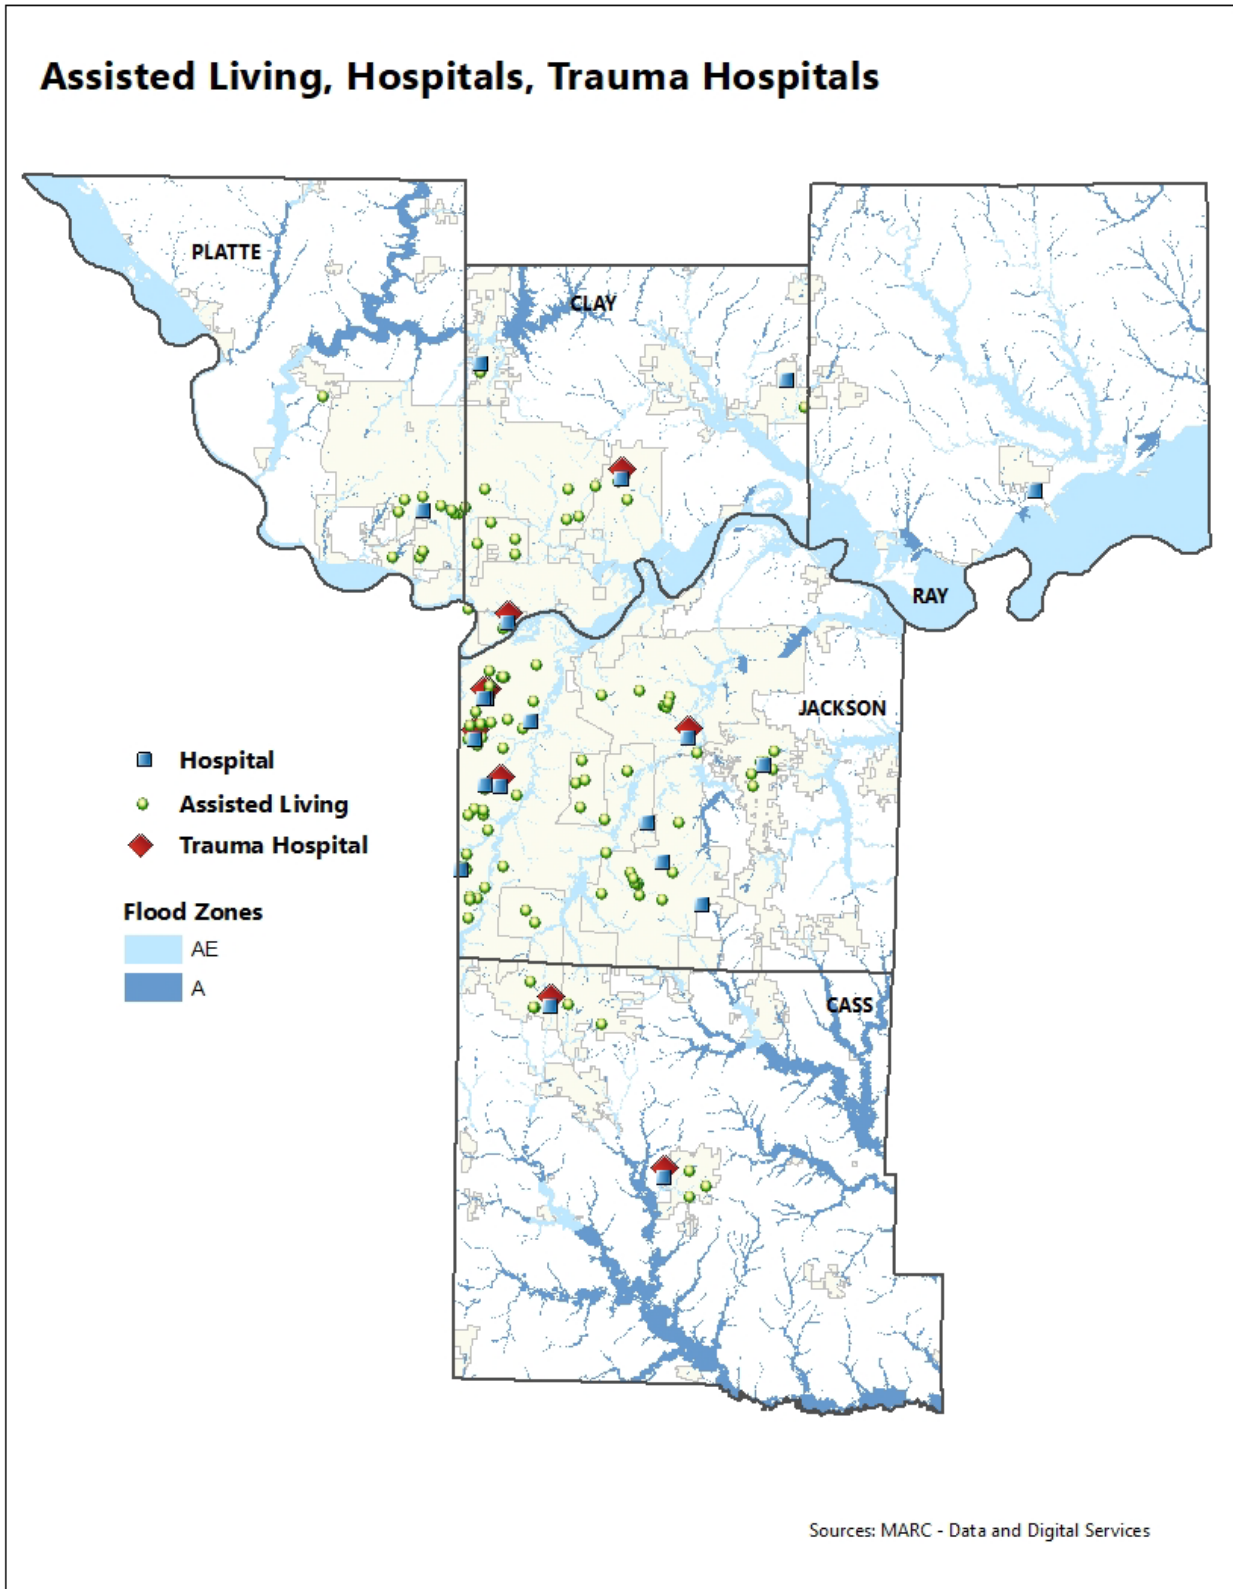 Assisted Living, Hospitals, Trauma Hospitals
PLATTE
CLAY
RAY
JACKSON
Hospital
Assisted Living
Trauma Hospital
Flood Zones
AE
A
CASS
Sources: MARC - Data and Digital Services